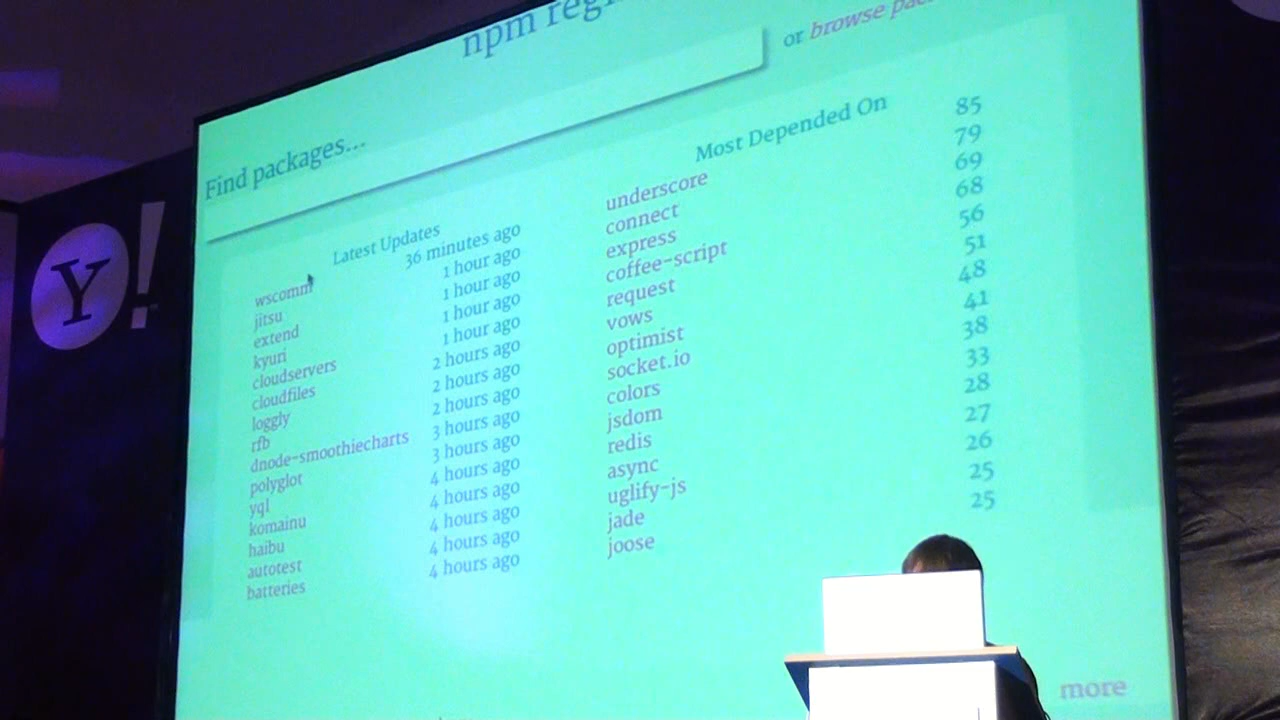 npm
or browse
Find packages...
Latest Updates
wscomm 36 minutes ago
jitsu 1 hour ago
extend 1 hour ago
kyuri 1 hour ago
cloudservers 1 hour ago
cloudfiles 2 hours ago
loggly 2 hours ago
rfb 2 hours ago
dnode-smoothiecharts 3 hours ago
polyglot 3 hours ago
yql 4 hours ago
komainu 4 hours ago
haibu 4 hours ago
autotest 4 hours ago
batteries 4 hours ago
Most Depended On
underscore 85
connect 79
express 69
coffee-script 68
request 56
vows 51
optimist 48
socket.io 41
colors 38
jsdom 33
redis 28
async 27
uglify-js 26
jade 25
joose 25
more
Y!